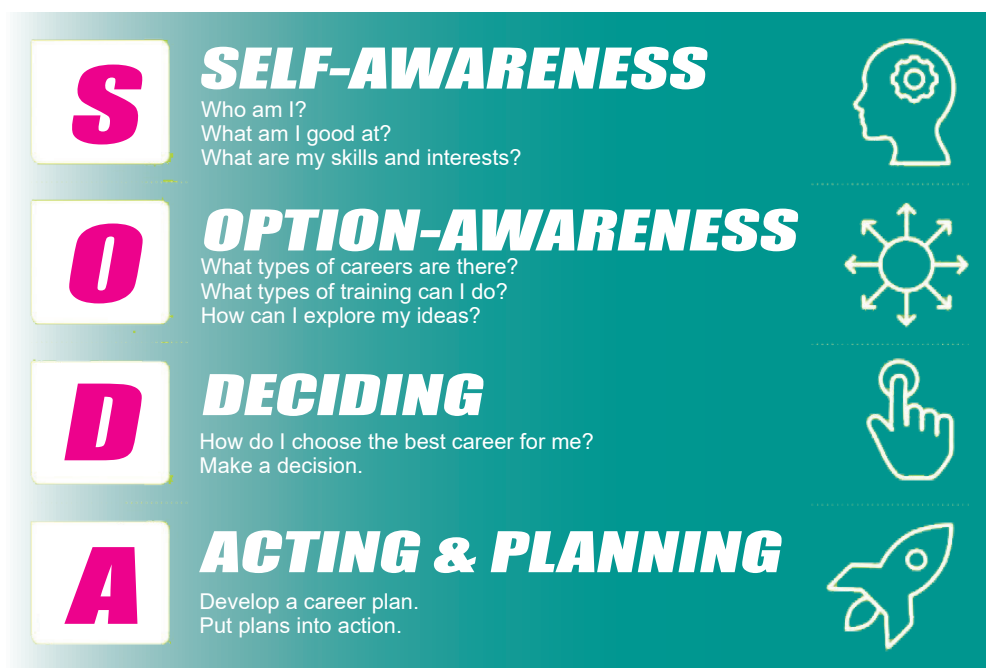 S
SELF-AWARENESS
Who am I?
What am I good at?
What are my skills and interests?
O
OPTION-AWARENESS
What types of careers are there?
What types of training can I do?
How can I explore my ideas?
D
DECIDING
How do I choose the best career for me?
Make a decision.
A
ACTING & PLANNING
Develop a career plan.
Put plans into action.